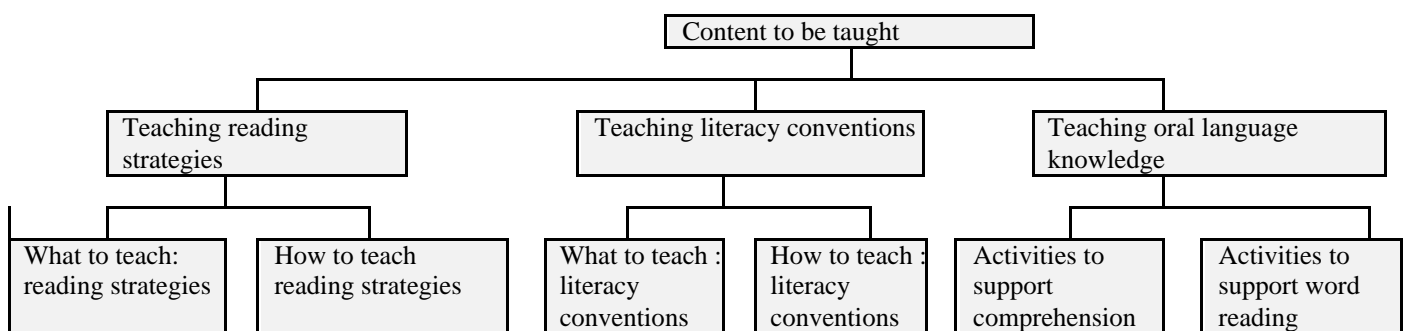 Content to be taught
Teaching reading
strategies
Teaching literacy conventions
Teaching oral language
knowledge
What to teach:
reading strategies
How to teach
reading strategies
What to teach :
literacy
conventions
How to teach :
literacy
conventions
Activities to
support
comprehension
Activities to
support word
reading